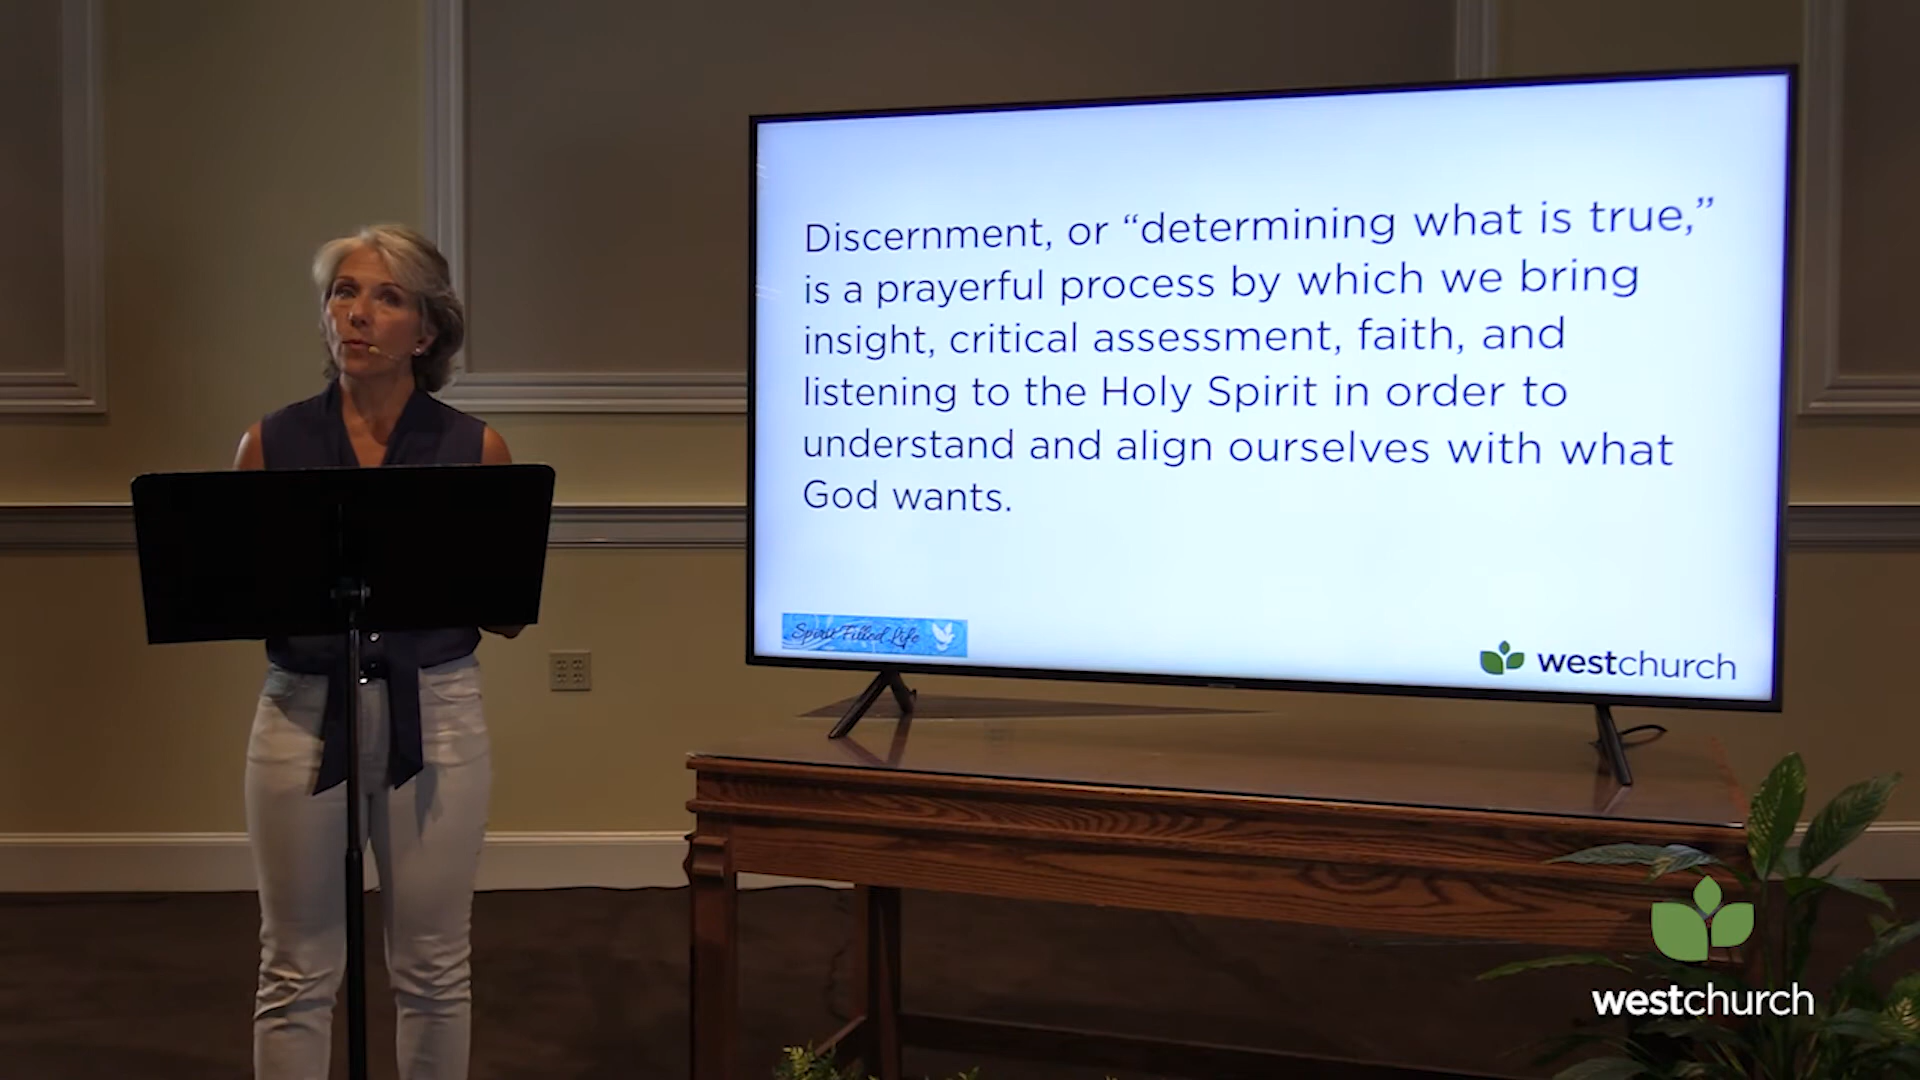 Discernment, or “determining what is true,”
is a prayerful process by which we bring
insight, critical assessment, faith, and
listening to the Holy Spirit in order to
understand and align ourselves with what
God wants.
Spirit Filled Life
westchurch
westchurch